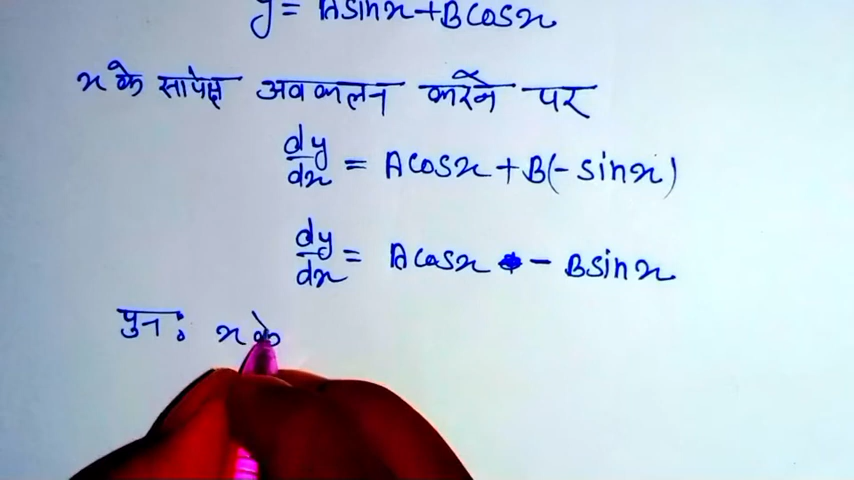 y = Asinx+Bcosx
x के सापेक्ष अवकलन करने पर
dy/dx = Acosx+B(-sinx)
dy/dx = Acosx - Bsinx
पुनः x के